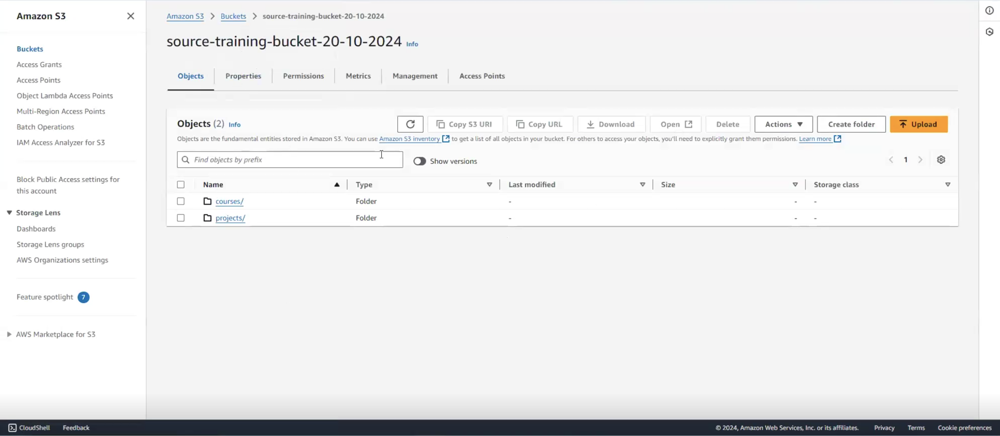 Amazon S3
Buckets
Access Grants
Access Points
Object Lambda Access Points
Multi-Region Access Points
Batch Operations
IAM Access Analyzer for S3
Block Public Access settings for
this account
Storage Lens
Dashboards
Storage Lens groups
AWS Organizations settings
Feature spotlight 7
AWS Marketplace for S3
Amazon S3 > Buckets > source-training-bucket-20-10-2024
source-training-bucket-20-10-2024 Info
Objects Properties Permissions Metrics Management Access Points
Objects (2) Info Copy S3 URI Copy URL Download Open Delete Actions Create folder Upload
Objects are the fundamental entities stored in Amazon S3. You can use Amazon S3 inventory to get a list of all objects in your bucket. For others to access your objects, you'll need to explicitly grant them permissions. Learn more
Find objects by prefix Show versions 1
Name Type Last modified Size Storage class
courses/ Folder - - -
projects/ Folder - - -
CloudShell Feedback © 2024, Amazon Web Services, Inc. or its affiliates. Privacy Terms Cookie preferences